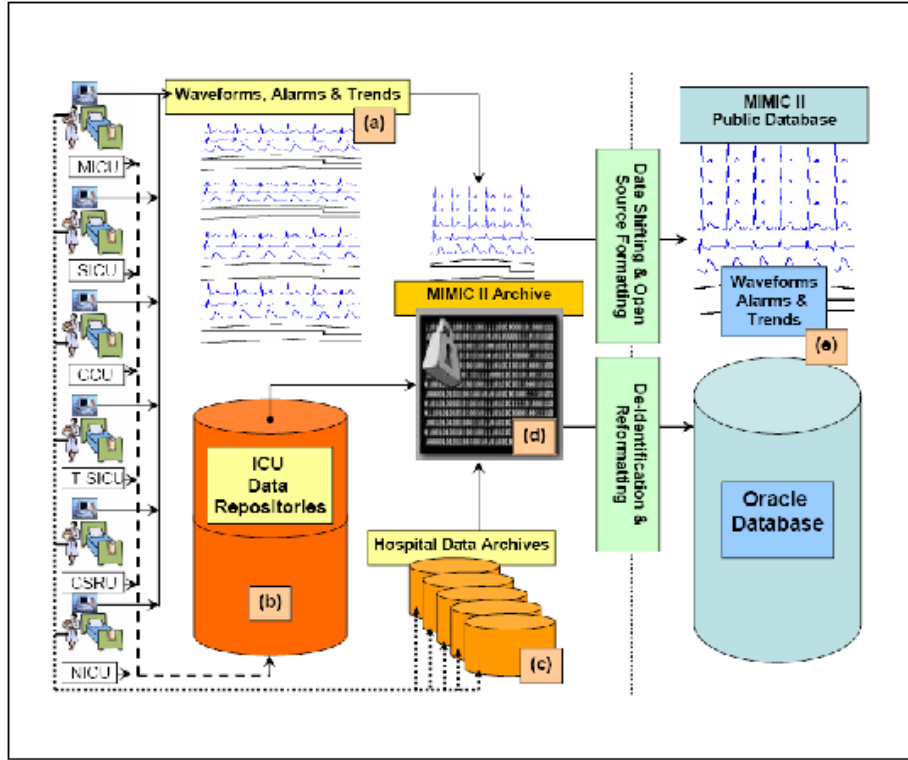 Waveforms, Alarms & Trends
(a)
MICU
SICU
CCU
T-SICU
CSRU
NICU
ICU
Data
Repositories
(b)
MIMIC II Archive
(d)
Hospital Data Archives
(c)
Date Shifting & Open
Source Formatting
De-Identification &
Reformatting
MIMIC II
Public Database
Waveforms
Alarms &
Trends
(e)
Oracle
Database